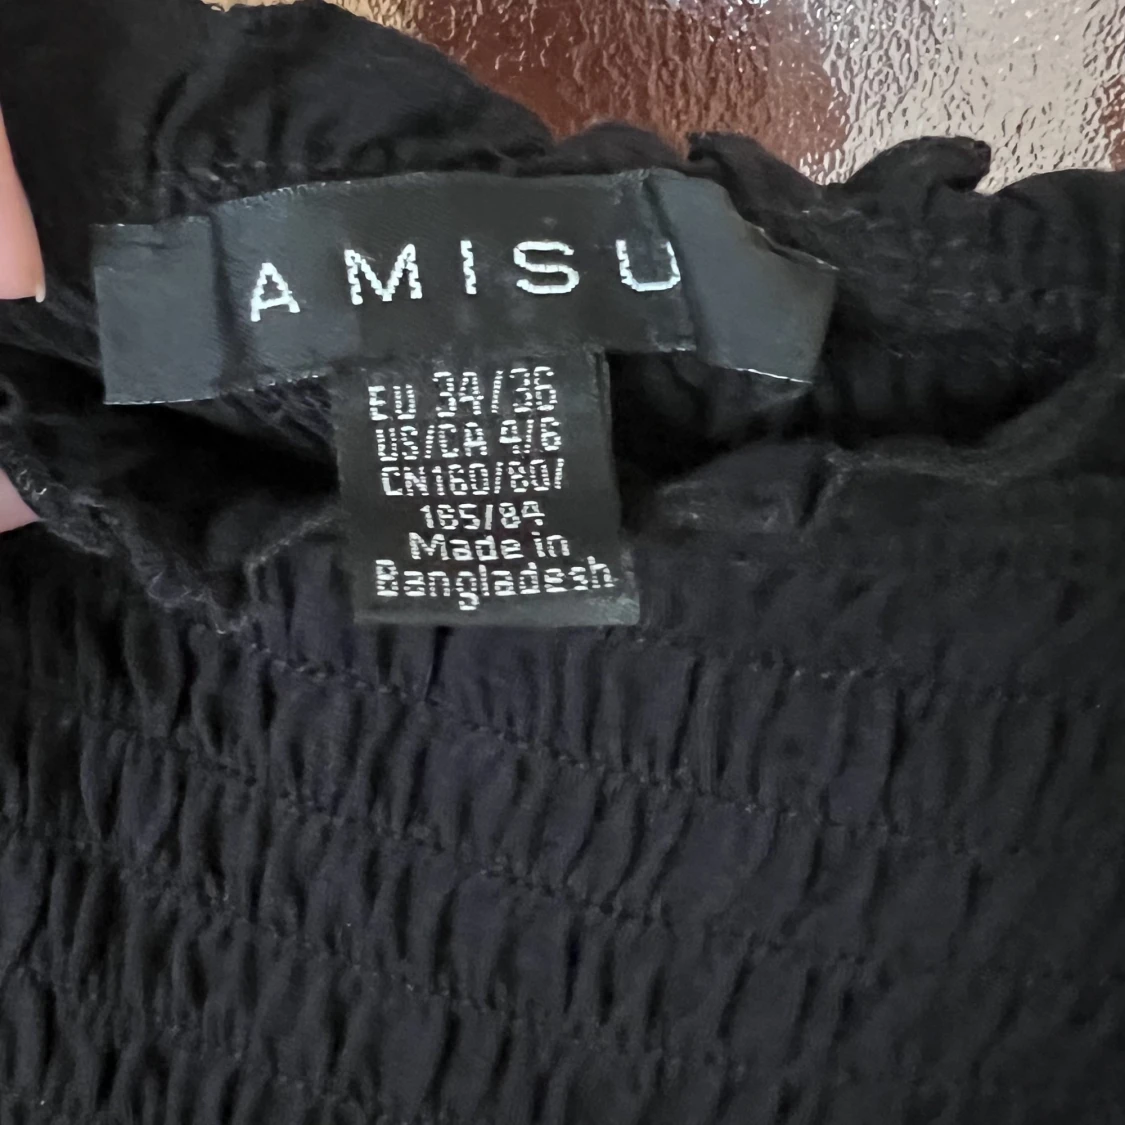 AMISU
EU 34/36
US/CA 4/6
CN160/80/
165/84
Made in
Bangladesh